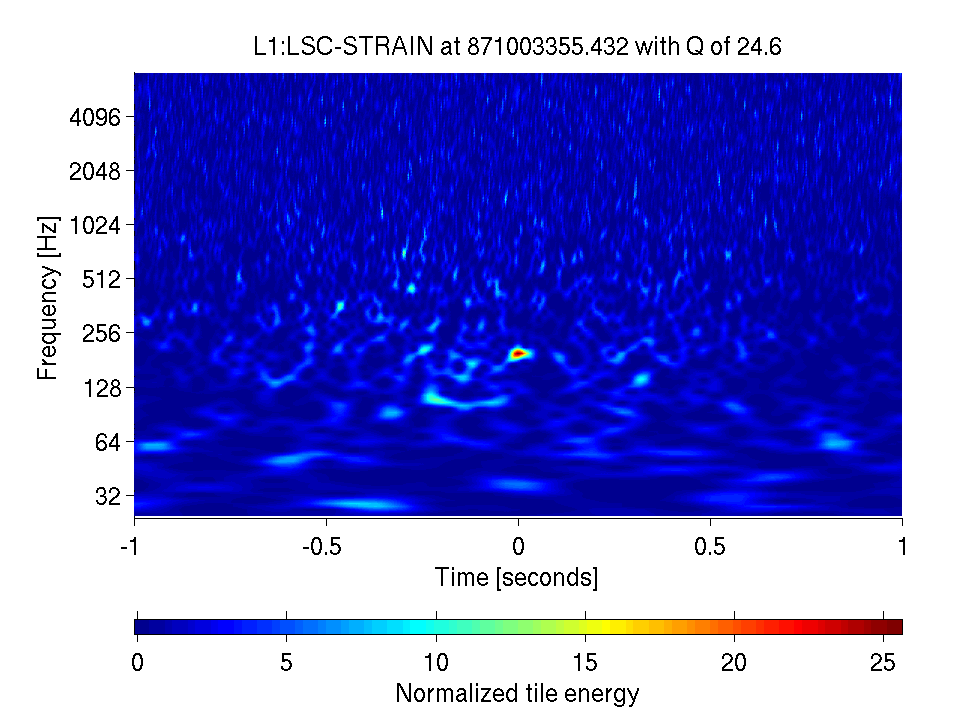 L1:LSC-STRAIN at 871003355.432 with Q of 24.6
Frequency [Hz]
4096
2048
1024
512
256
128
64
32
-1 -0.5 0 0.5 1
Time [seconds]
0 5 10 15 20 25
Normalized tile energy